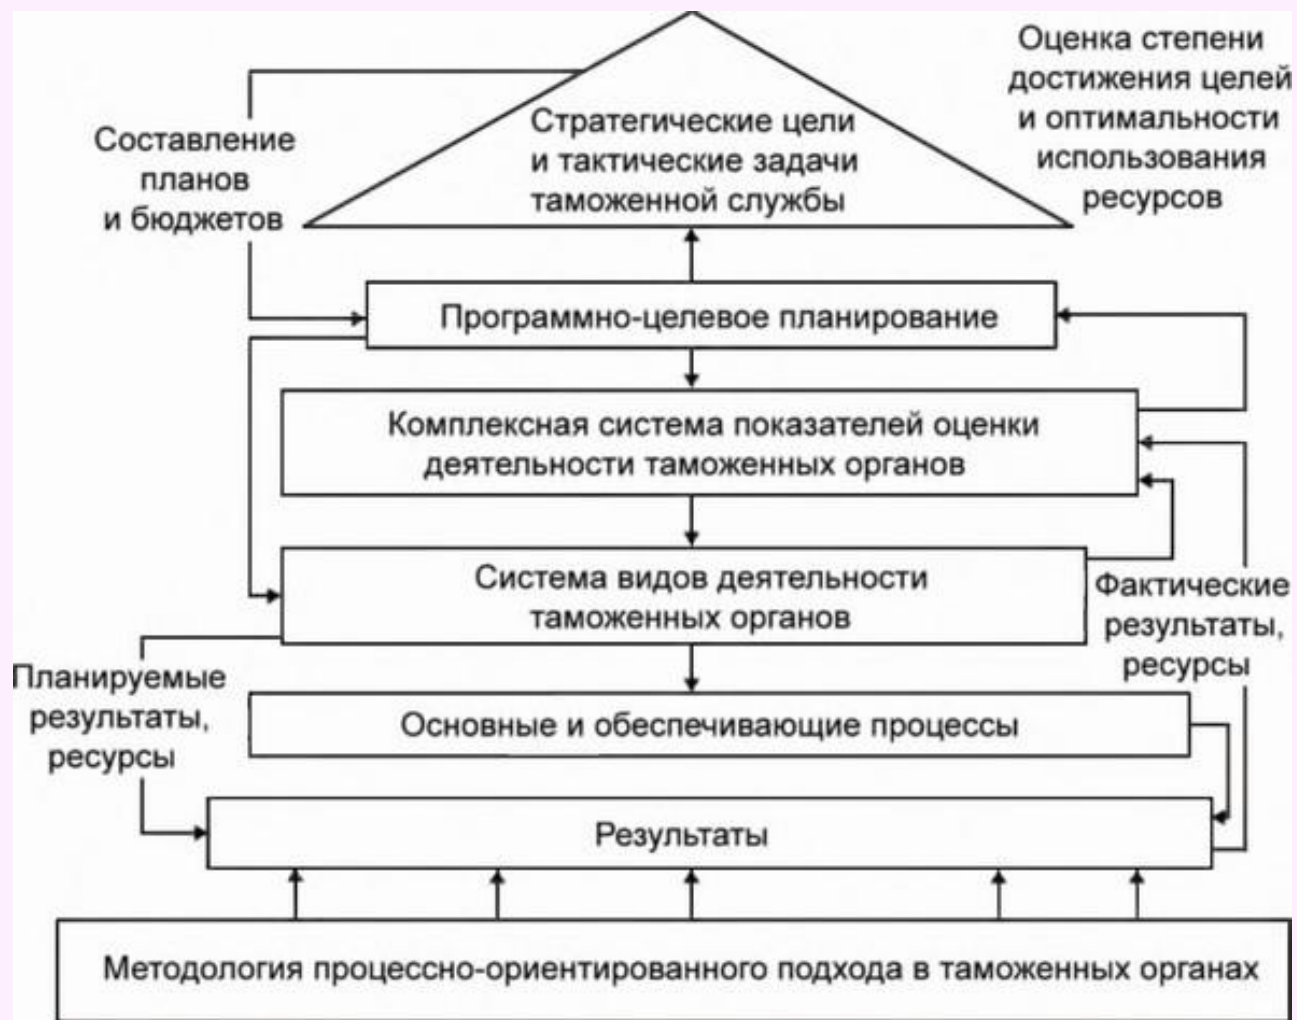 Оценка степени
достижения целей
и оптимальности
использования
ресурсов
Стратегические цели
и тактические задачи
таможенной службы
Составление
планов
и бюджетов
Программно-целевое планирование
Комплексная система показателей оценки
деятельности таможенных органов
Система видов деятельности
таможенных органов
Фактические
результаты,
ресурсы
Планируемые
результаты,
ресурсы
Основные и обеспечивающие процессы
Результаты
Методология процессно-ориентированного подхода в таможенных органах